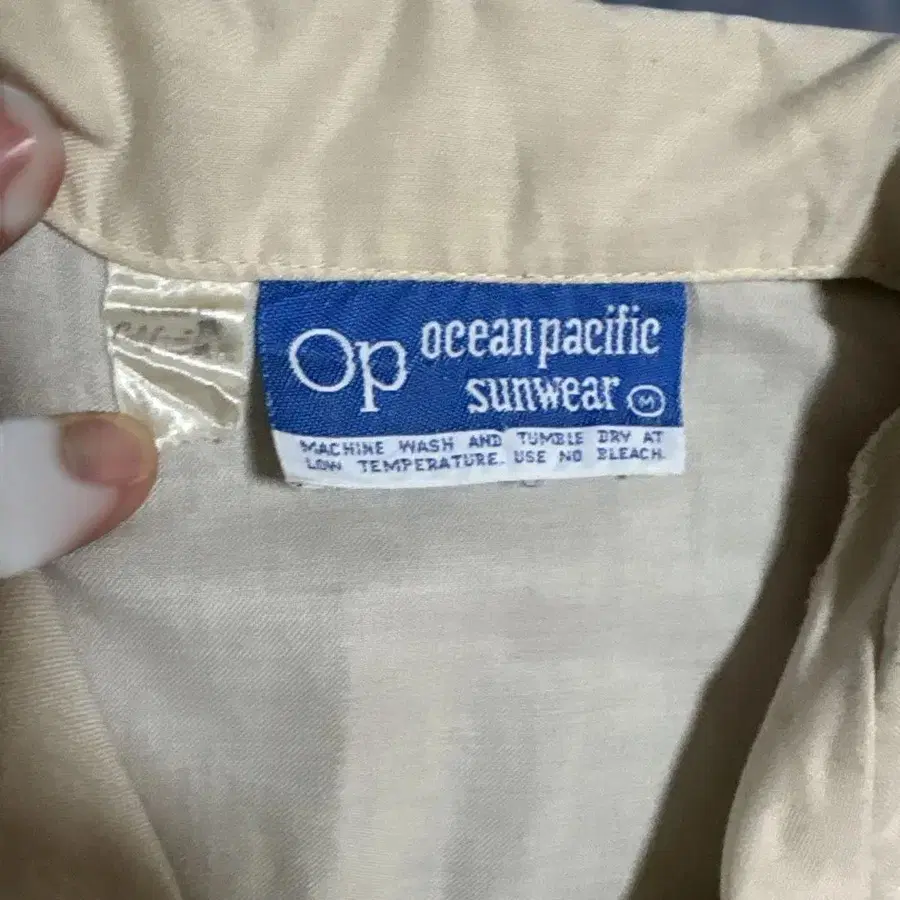 Op ocean pacific
sunwear M
MACHINE WASH AND TUMBLE DRY AT
LOW TEMPERATURE. USE NO BLEACH.